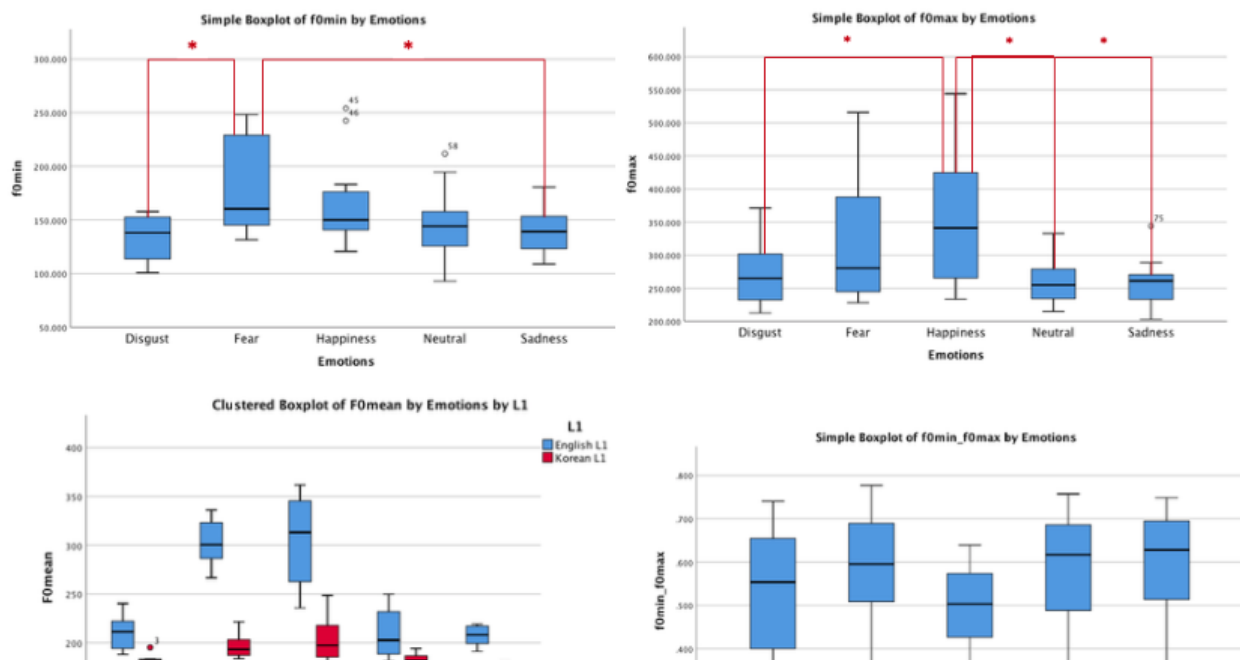 Simple Boxplot of f0min by Emotions
*
*
300.000
250.000
200.000
150.000
100.000
50.000
f0min
45
46
58
Disgust Fear Happiness Neutral Sadness
Emotions
Simple Boxplot of f0max by Emotions
*
*
*
600.000
550.000
500.000
450.000
400.000
350.000
300.000
250.000
200.000
f0max
75
Disgust Fear Happiness Neutral Sadness
Emotions
Clustered Boxplot of F0mean by Emotions by L1
L1
English L1
Korean L1
400
350
300
250
200
F0mean
3
Simple Boxplot of f0min_f0max by Emotions
.800
.700
.600
.500
.400
f0min_f0max